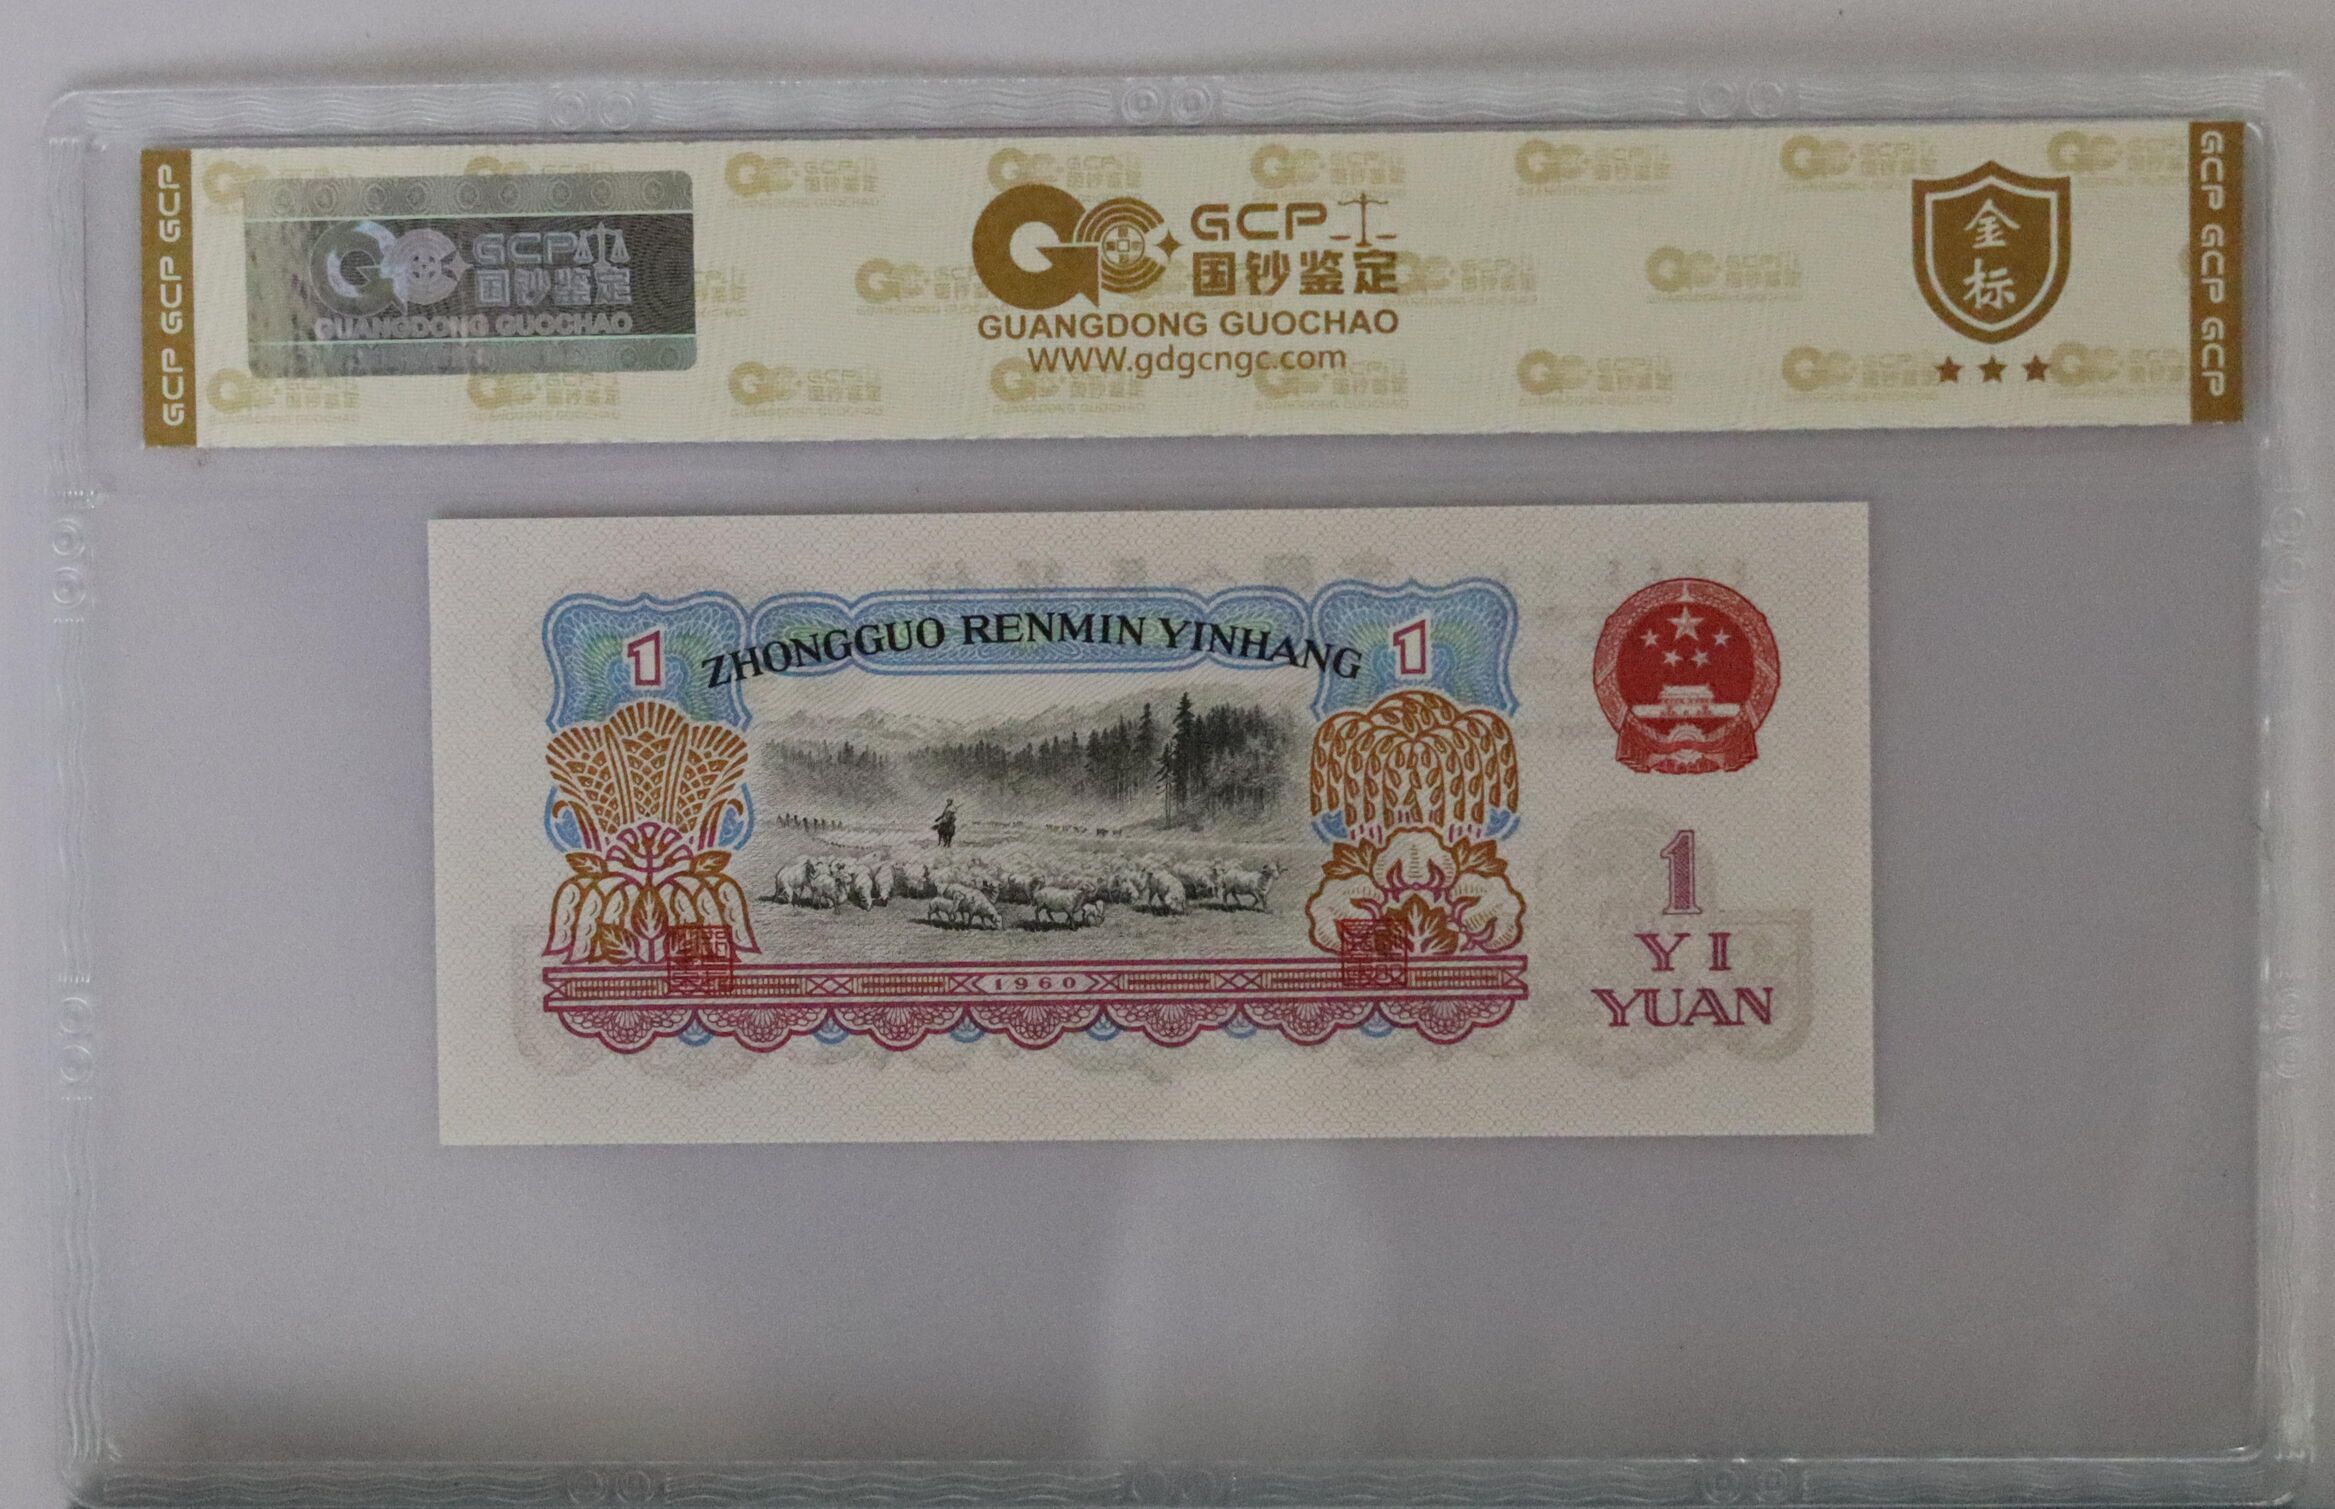 GCP GCP GCP
GCP
国钞鉴定
GUANGDONG GUOCHAO
GCP
国钞鉴定
GUANGDONG GUOCHAO
WWW.gdgcngc.com
金
标
GCP GCP GCP
1
ZHONGGUO RENMIN YINHANG
1
1
YI
YUAN
1960